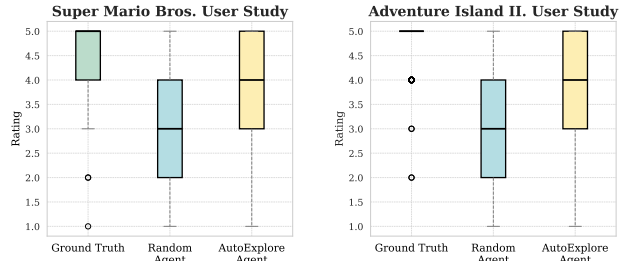 Super Mario Bros. User Study
5.0
4.5
4.0
3.5
3.0
2.5
2.0
1.5
1.0
Rating
Ground Truth
Random
Agent
AutoExplore
Agent
Adventure Island II. User Study
5.0
4.5
4.0
3.5
3.0
2.5
2.0
1.5
1.0
Rating
Ground Truth
Random
Agent
AutoExplore
Agent